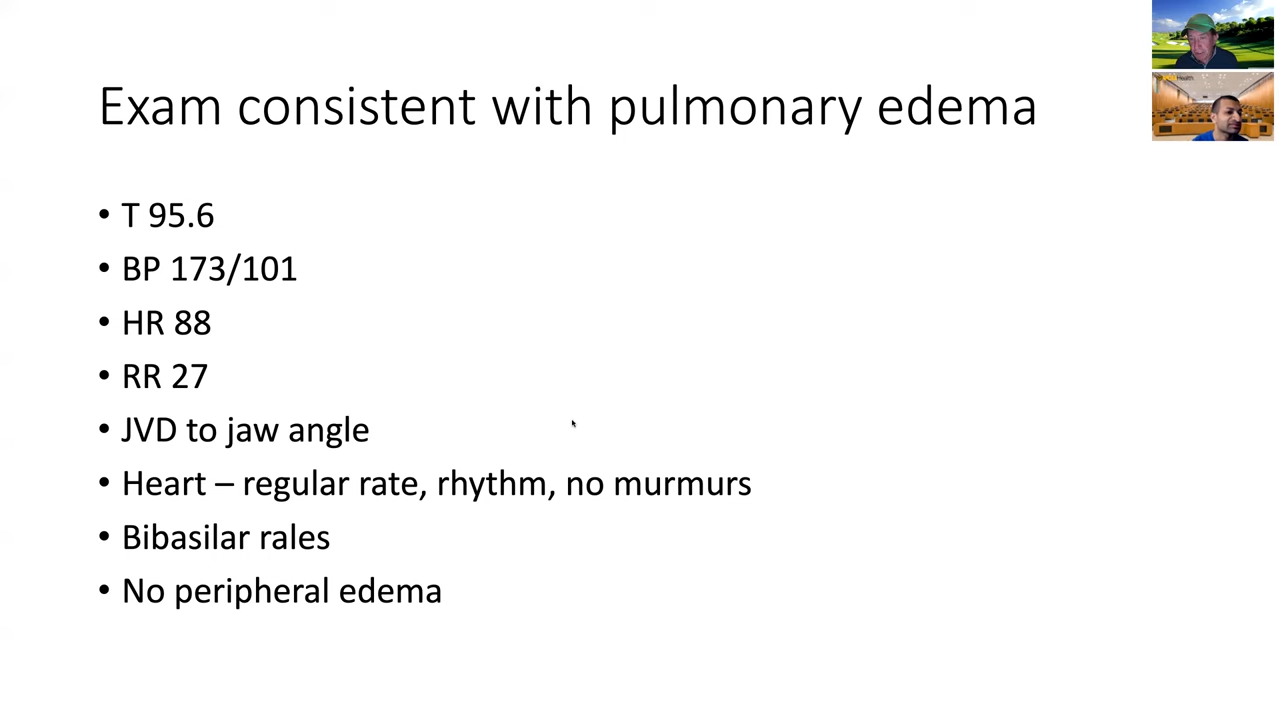 Exam consistent with pulmonary edema
• T 95.6
• BP 173/101
• HR 88
• RR 27
• JVD to jaw angle
• Heart – regular rate, rhythm, no murmurs
• Bibasilar rales
• No peripheral edema
Health